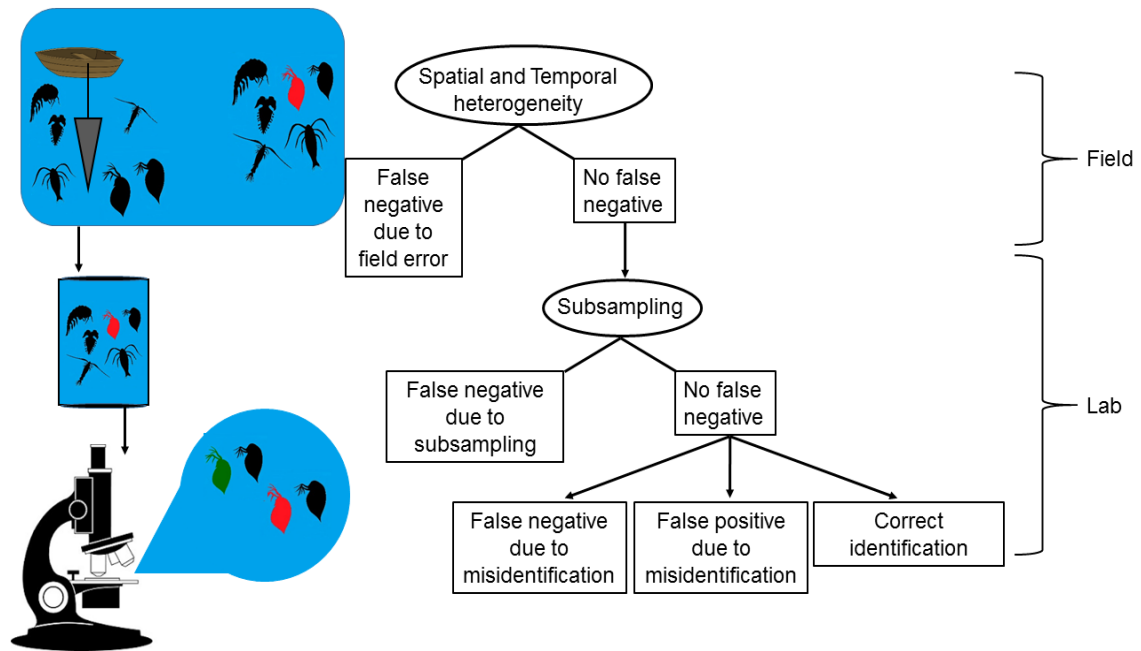 Spatial and Temporal
heterogeneity
False
negative
due to
field error
No false
negative
Field
Subsampling
False negative
due to
subsampling
No false
negative
Lab
False negative
due to
misidentification
False positive
due to
misidentification
Correct
identification